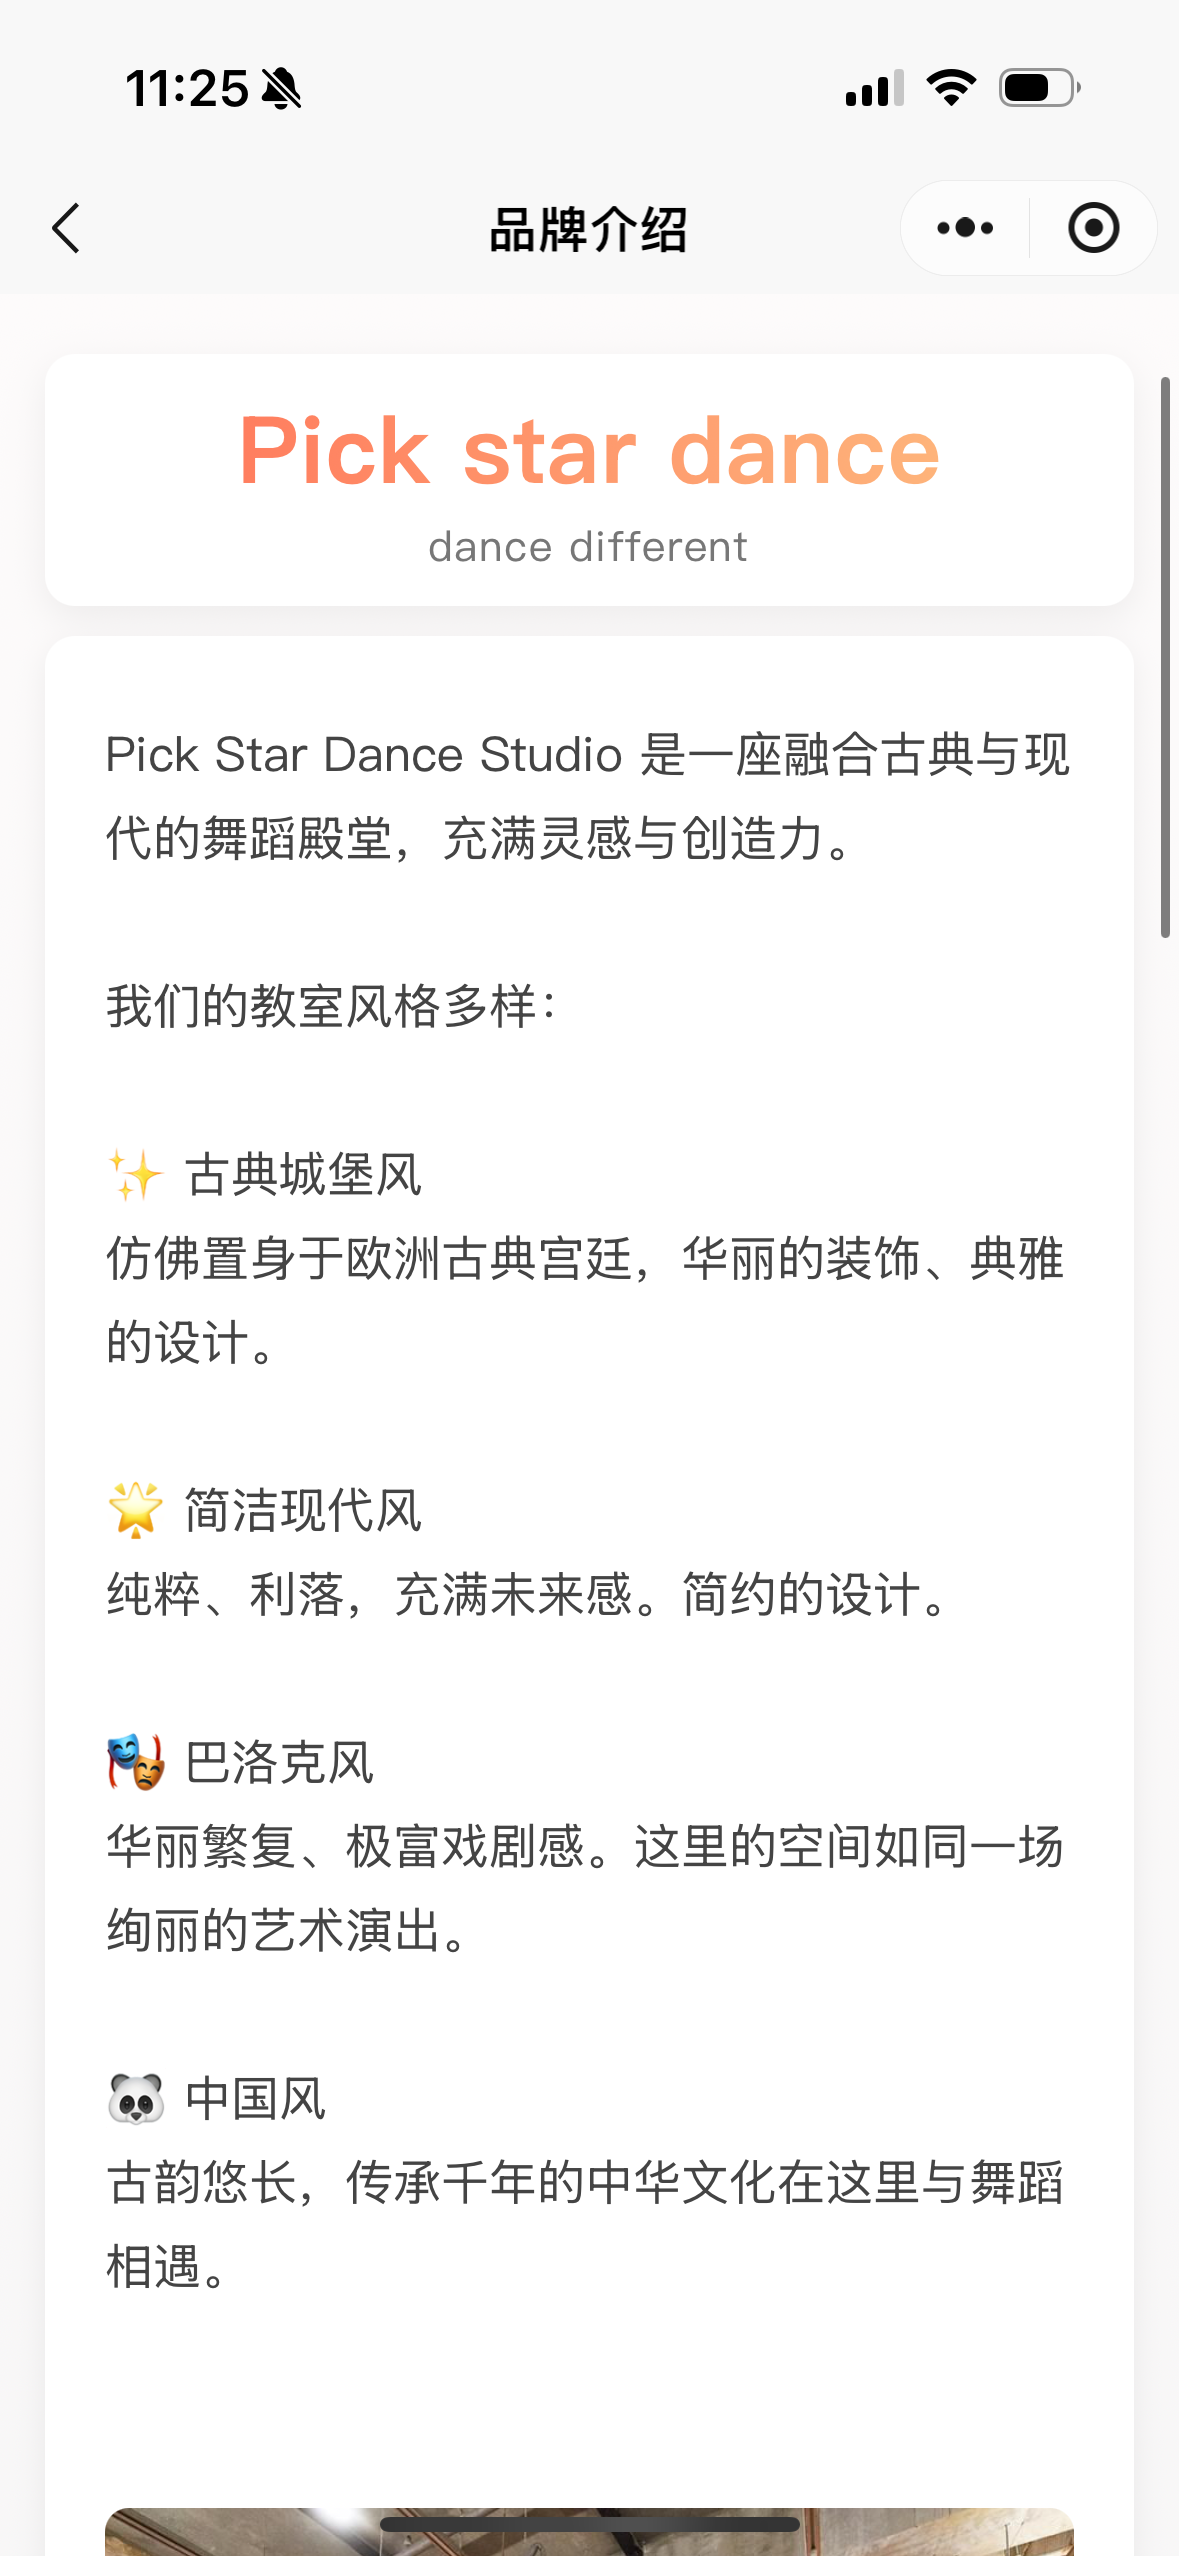 11:25
品牌介绍
Pick star dance
dance different
Pick Star Dance Studio 是一座融合古典与现
代的舞蹈殿堂，充满灵感与创造力。
我们的教室风格多样：
✨ 古典城堡风
仿佛置身于欧洲古典宫廷，华丽的装饰、典雅
的设计。
🌟 简洁现代风
纯粹、利落，充满未来感。简约的设计。
🎭 巴洛克风
华丽繁复、极富戏剧感。这里的空间如同一场
绚丽的艺术演出。
🐼 中国风
古韵悠长，传承千年的中华文化在这里与舞蹈
相遇。